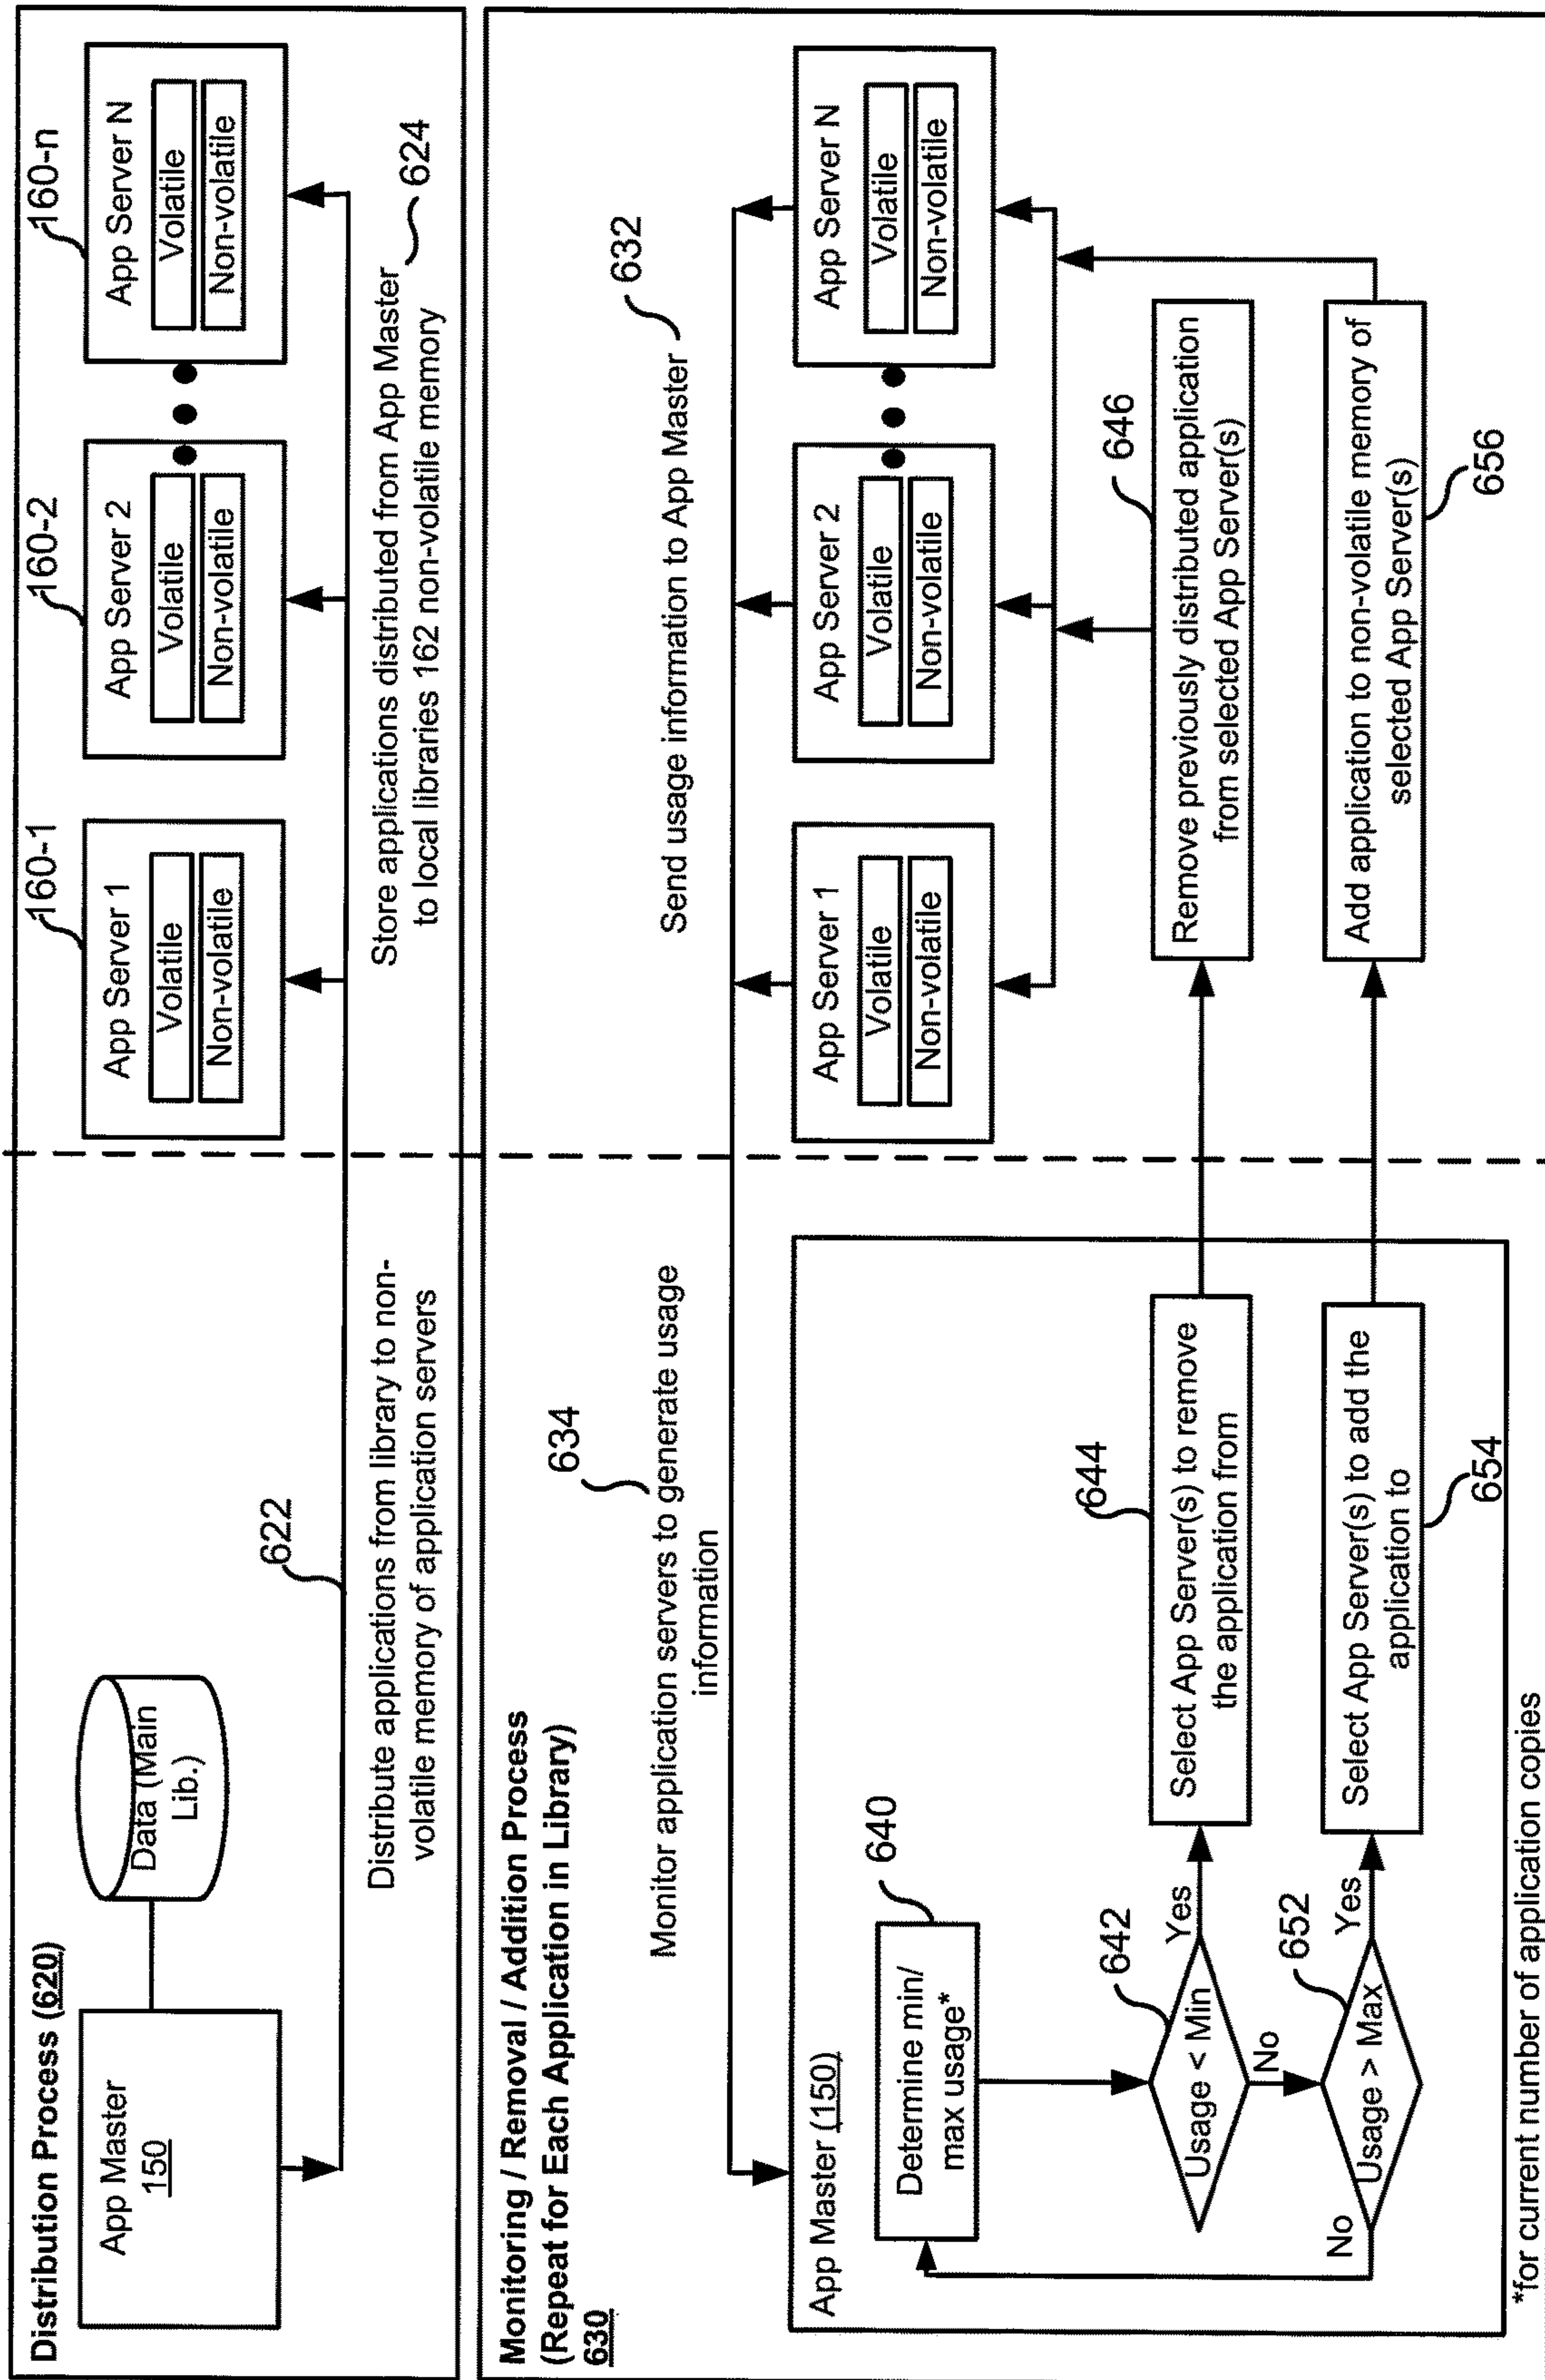 Distribution Process (620)
App Master
150
Data (Main
Lib.)
622
Distribute applications from library to non-
volatile memory of application servers
160-1
App Server 1
Volatile
Non-volatile
160-2
App Server 2
Volatile
Non-volatile
160-n
App Server N
Volatile
Non-volatile
Store applications distributed from App Master
to local libraries 162 non-volatile memory
624
Monitoring / Removal / Addition Process
(Repeat for Each Application in Library)
630
634
Monitor application servers to generate usage
information
Send usage information to App Master
632
App Server 1
Volatile
Non-volatile
App Server 2
Volatile
Non-volatile
App Server N
Volatile
Non-volatile
App Master (150)
640
Determine min/
max usage*
642
Usage < Min
Yes
No
644
Select App Server(s) to remove
the application from
646
Remove previously distributed application
from selected App Server(s)
652
Usage > Max
Yes
No
Select App Server(s) to add the
application to
654
Add application to non-volatile memory of
selected App Server(s)
656
*for current number of application copies